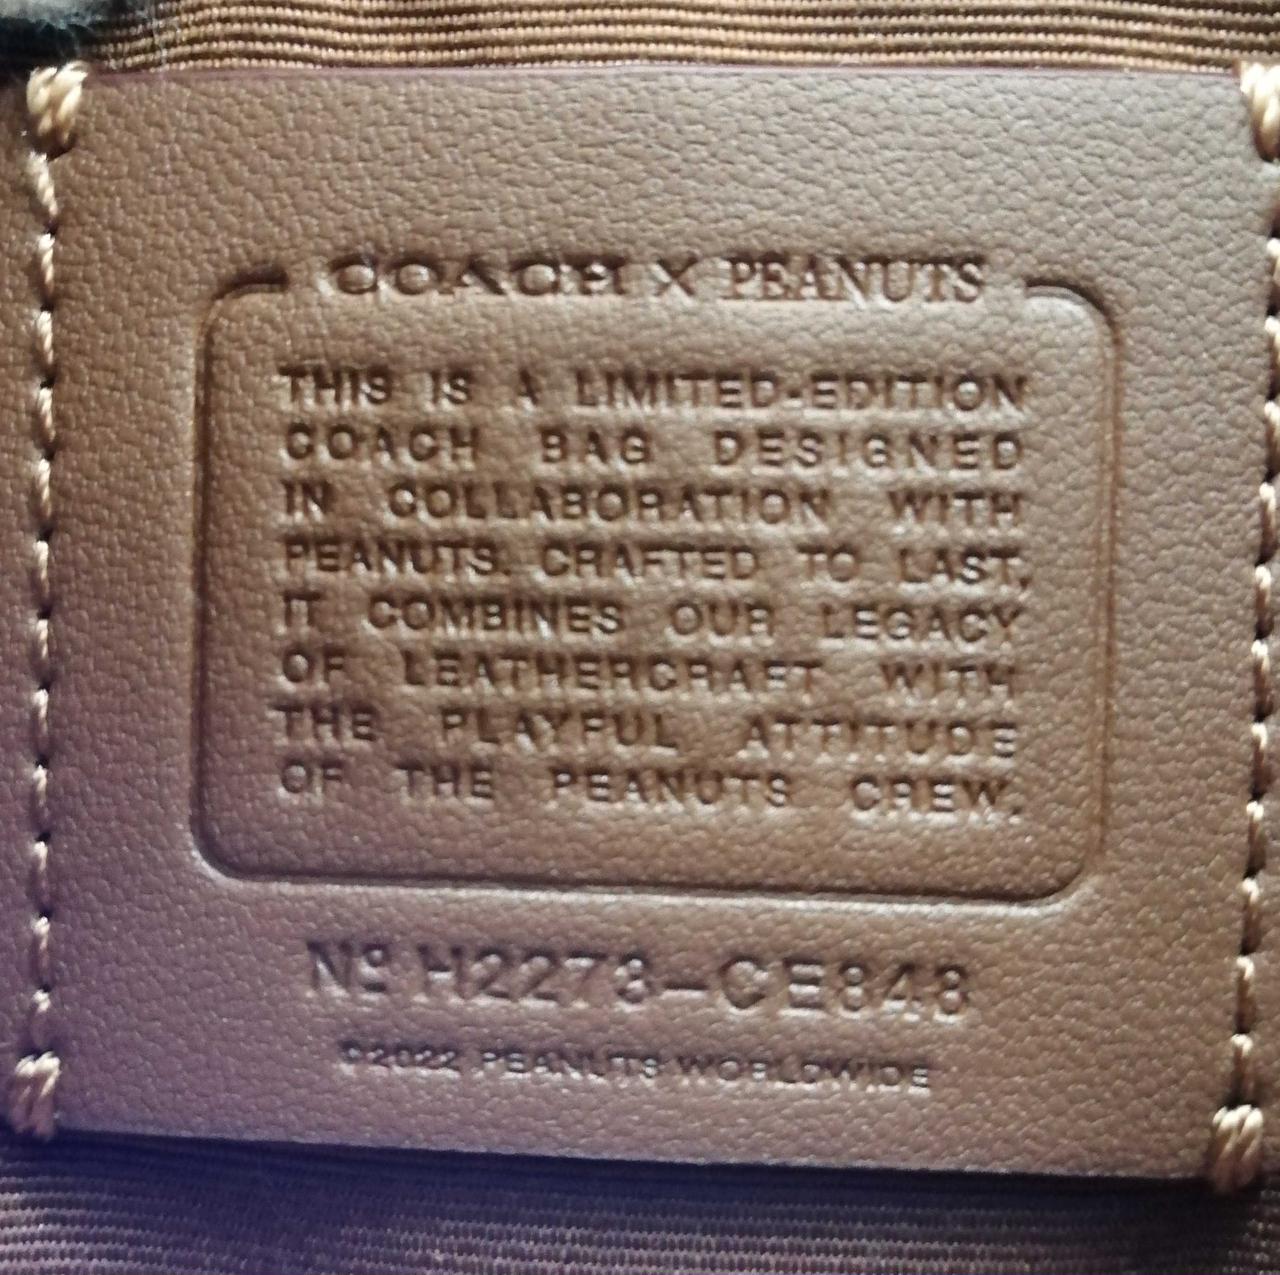 COACH X PEANUTS
THIS IS A LIMITED-EDITION
COACH BAG DESIGNED
IN COLLABORATION WITH
PEANUTS. CRAFTED TO LAST,
IT COMBINES OUR LEGACY
OF LEATHERCRAFT WITH
THE PLAYFUL ATTITUDE
OF THE PEANUTS CREW.
Nº H2273-CE848
©2022 PEANUTS WORLDWIDE